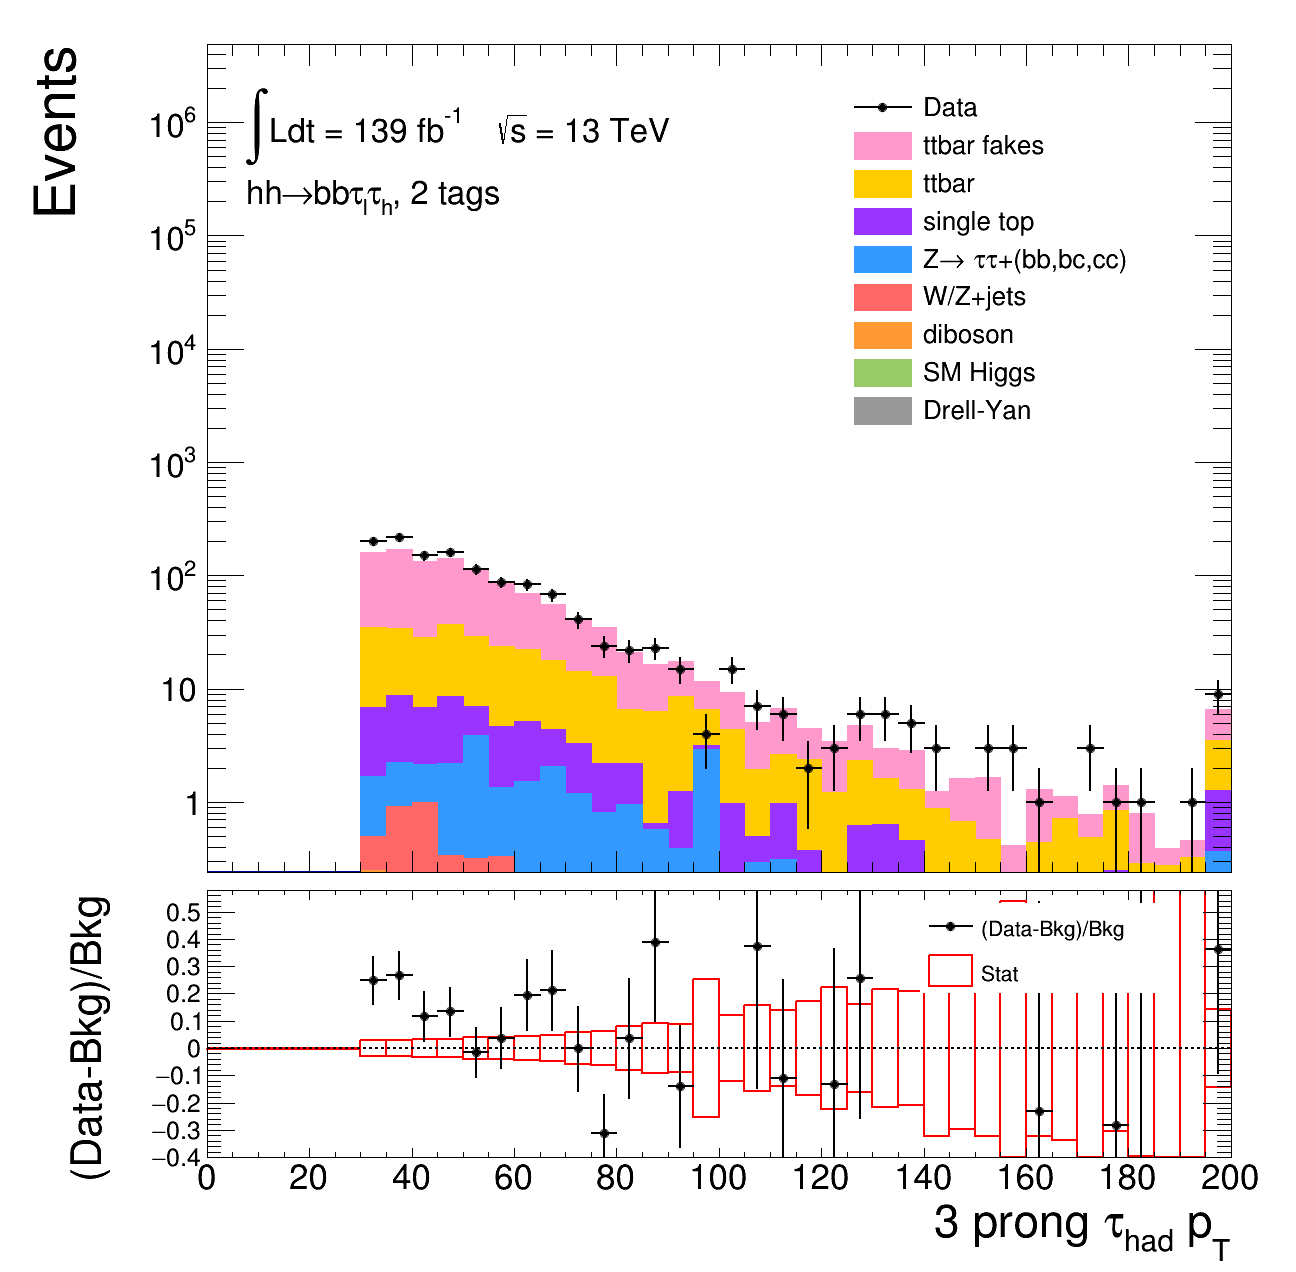 Events
∫Ldt = 139 fb⁻¹ √s = 13 TeV
hh→bbτₗτₕ, 2 tags
Data
ttbar fakes
ttbar
single top
Z→ ττ+(bb,bc,cc)
W/Z+jets
diboson
SM Higgs
Drell-Yan
10⁶
10⁵
10⁴
10³
10²
10
1
(Data-Bkg)/Bkg
0.5
0.4
0.3
0.2
0.1
0
−0.1
−0.2
−0.3
−0.4
(Data-Bkg)/Bkg
Stat
0 20 40 60 80 100 120 140 160 180 200
3 prong τ_had p_T